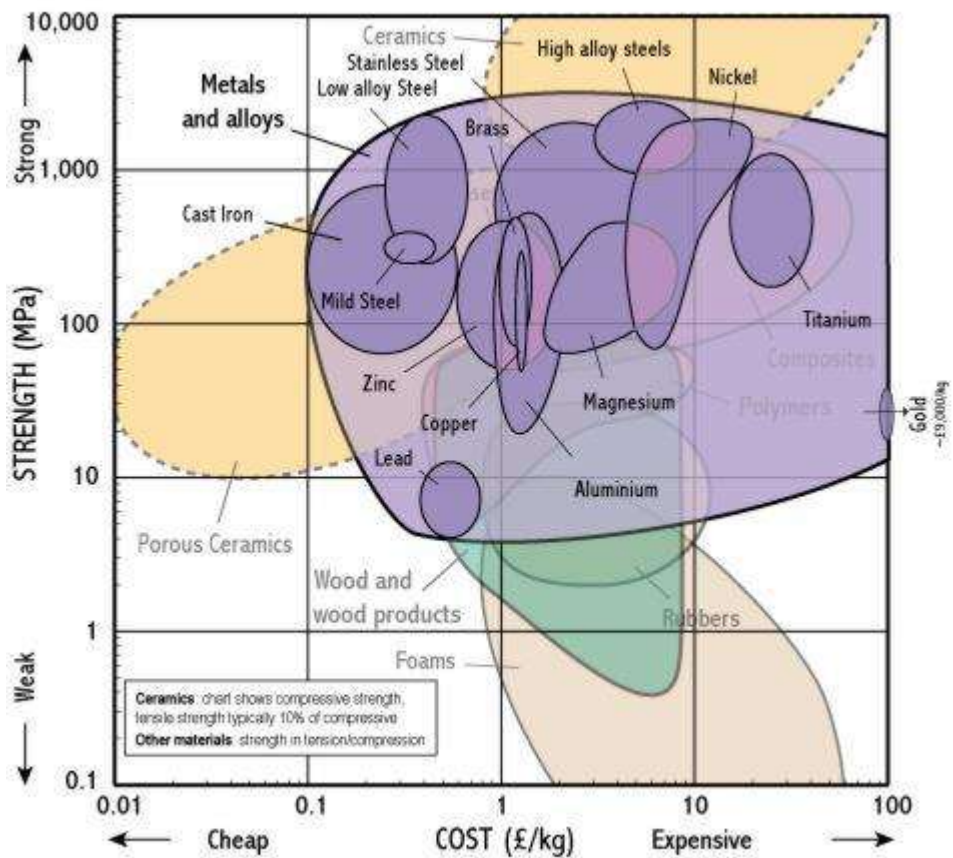 10,000
1,000
100
10
1
0.1
Strong
STRENGTH (MPa)
Weak
Ceramics
High alloy steels
Stainless Steel
Low alloy Steel
Nickel
Metals
and alloys
Brass
Cast Iron
Mild Steel
Titanium
Composites
Zinc
Magnesium
Polymers
Copper
Gold
~£9,000/kg
Lead
Aluminium
Porous Ceramics
Wood and
wood products
Rubbers
Foams
Ceramics: chart shows compressive strength,
tensile strength typically 10% of compressive
Other materials: strength in tension/compression
0.01
0.1
1
10
100
Cheap
COST (£/kg)
Expensive